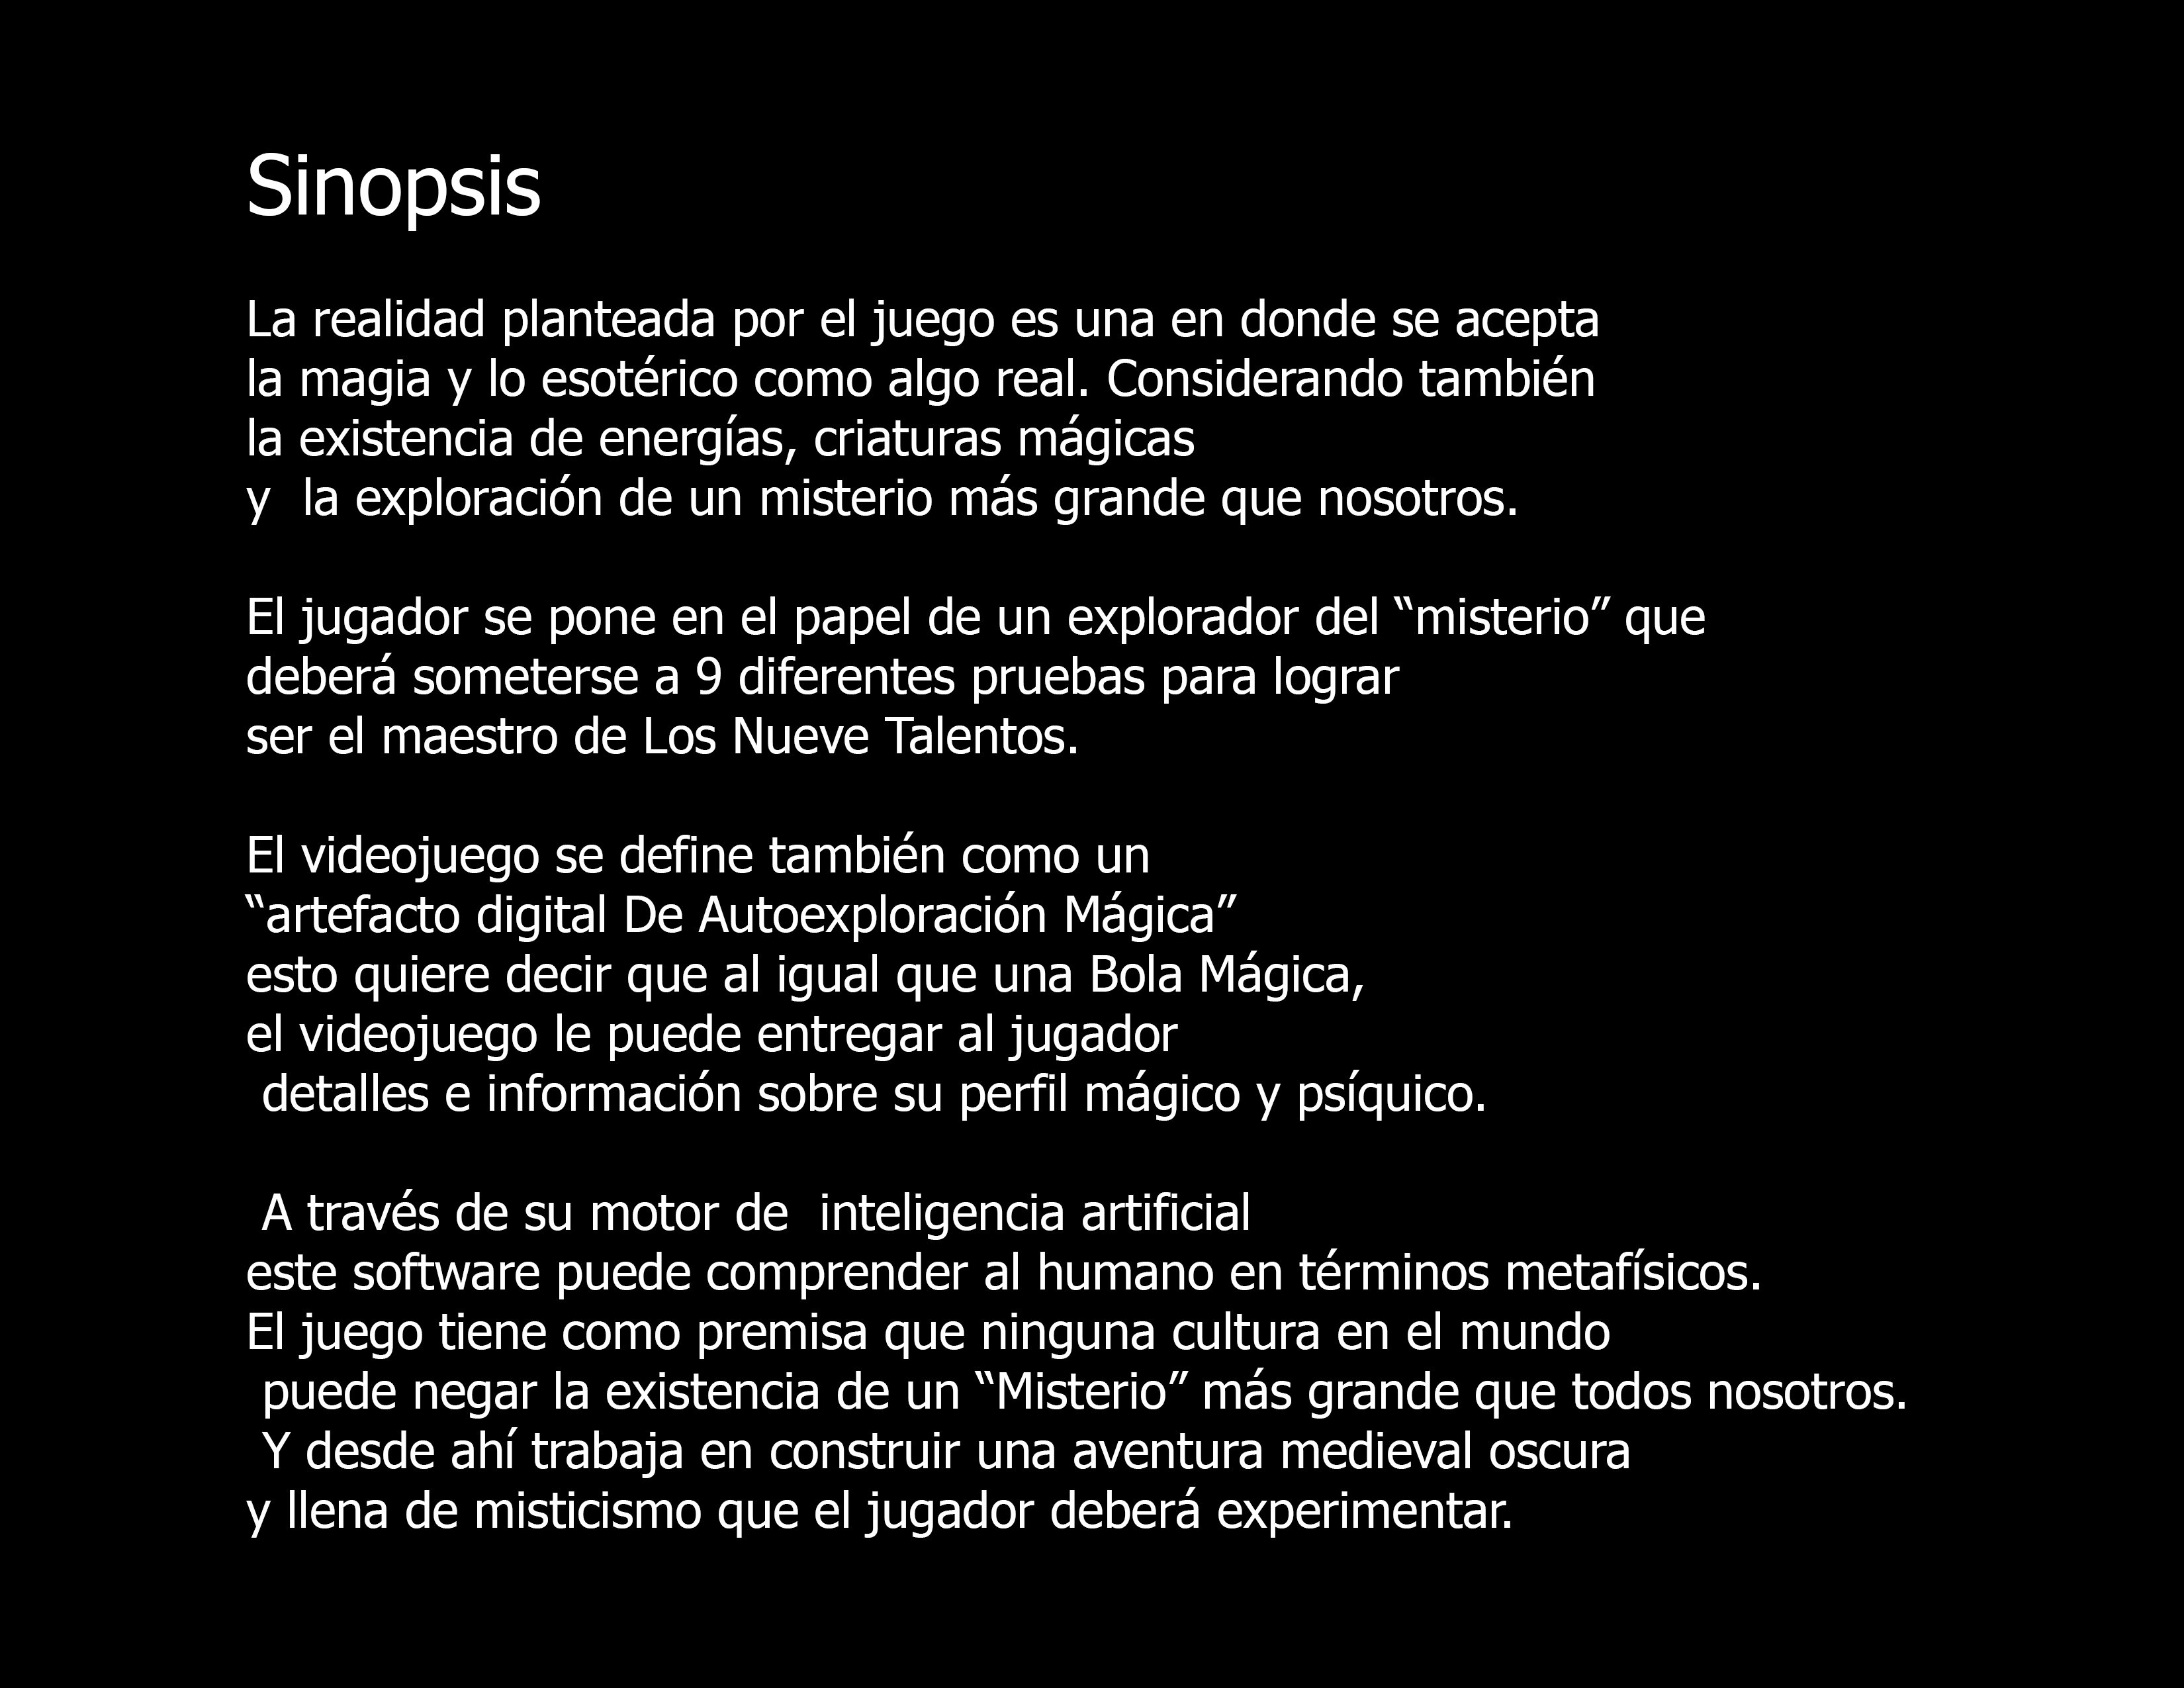 Sinopsis
La realidad planteada por el juego es una en donde se acepta
la magia y lo esotérico como algo real. Considerando también
la existencia de energías, criaturas mágicas
y  la exploración de un misterio más grande que nosotros.
El jugador se pone en el papel de un explorador del “misterio” que
deberá someterse a 9 diferentes pruebas para lograr
ser el maestro de Los Nueve Talentos.
El videojuego se define también como un
“artefacto digital De Autoexploración Mágica”
esto quiere decir que al igual que una Bola Mágica,
el videojuego le puede entregar al jugador
detalles e información sobre su perfil mágico y psíquico.
A través de su motor de  inteligencia artificial
este software puede comprender al humano en términos metafísicos.
El juego tiene como premisa que ninguna cultura en el mundo
puede negar la existencia de un “Misterio” más grande que todos nosotros.
Y desde ahí trabaja en construir una aventura medieval oscura
y llena de misticismo que el jugador deberá experimentar.